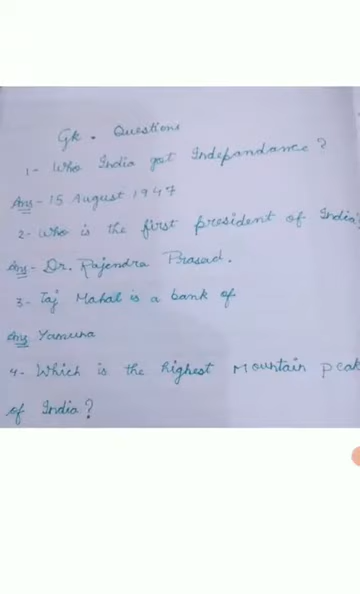 Gk. Questions
1- Who India got Indepandance?
Ans - 15 August 1947
2- Who is the first president of India?
Ans - Dr. Rajendra Prasad.
3- Taj Mahal is a bank of
Ans Yamuna
4- Which is the highest Mountain peak
of India?